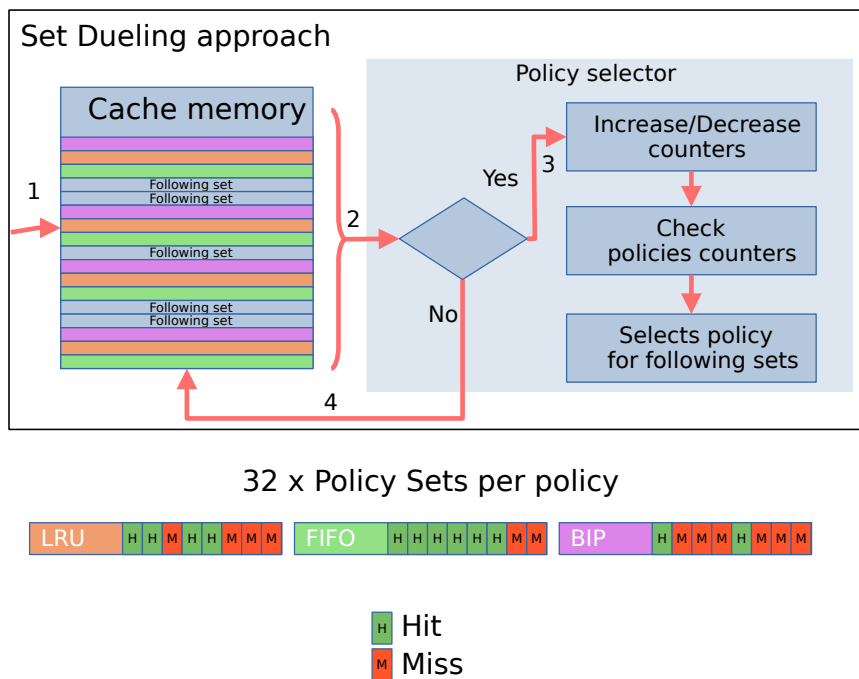 Set Dueling approach
Policy selector
Cache memory
Increase/Decrease
counters
1
Following set
Following set
Yes
3
2
Check
policies counters
Following set
No
Following set
Following set
Selects policy
for following sets
4
32 x Policy Sets per policy
LRU H H M H H M M M
FIFO H H H H H H M M
BIP H M M M H M M M
H Hit
M Miss